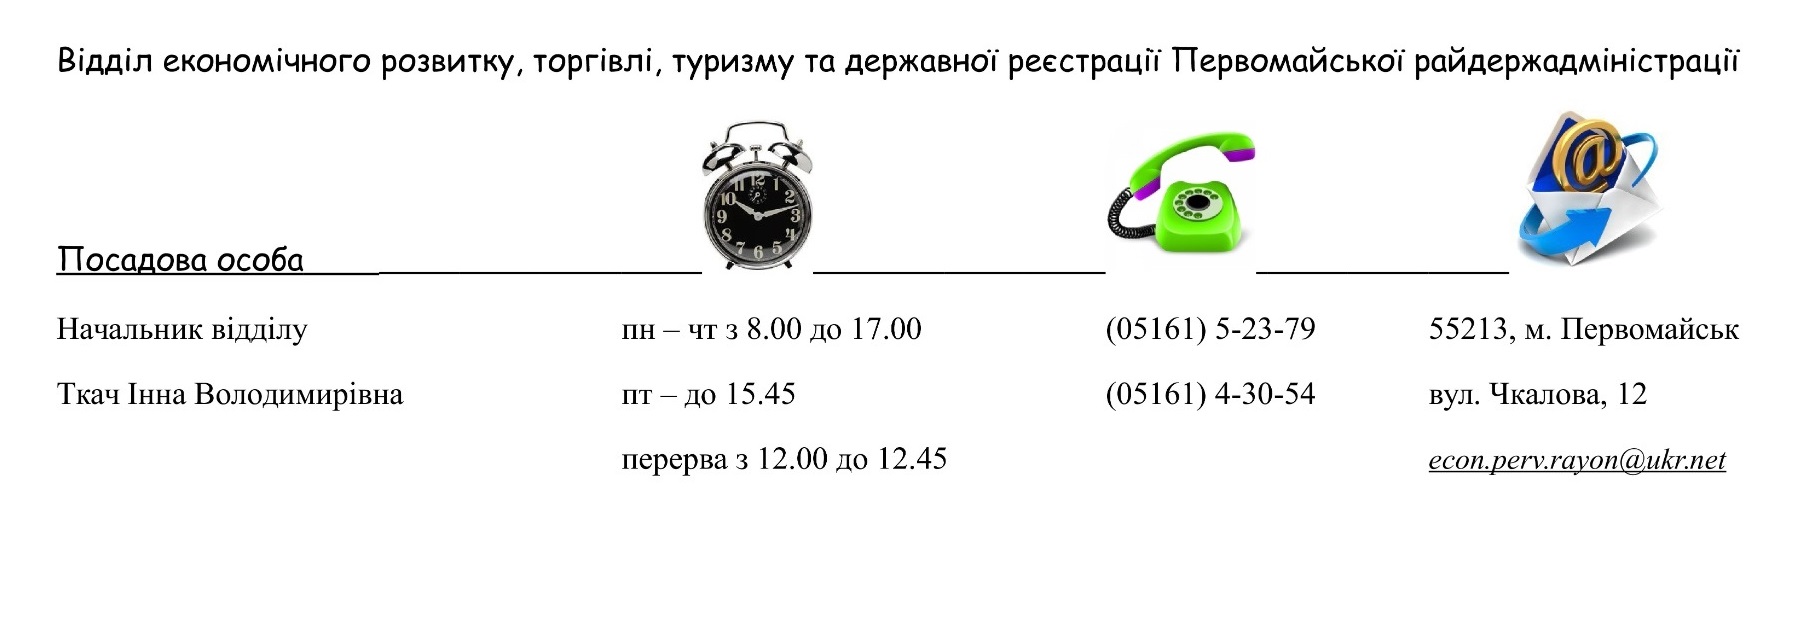 Відділ економічного розвитку, торгівлі, туризму та державної реєстрації Первомайської райдержадміністрації
Посадова особа
Начальник відділу пн – чт з 8.00 до 17.00 (05161) 5-23-79 55213, м. Первомайськ
Ткач Інна Володимирівна пт – до 15.45 (05161) 4-30-54 вул. Чкалова, 12
перерва з 12.00 до 12.45 econ.perv.rayon@ukr.net